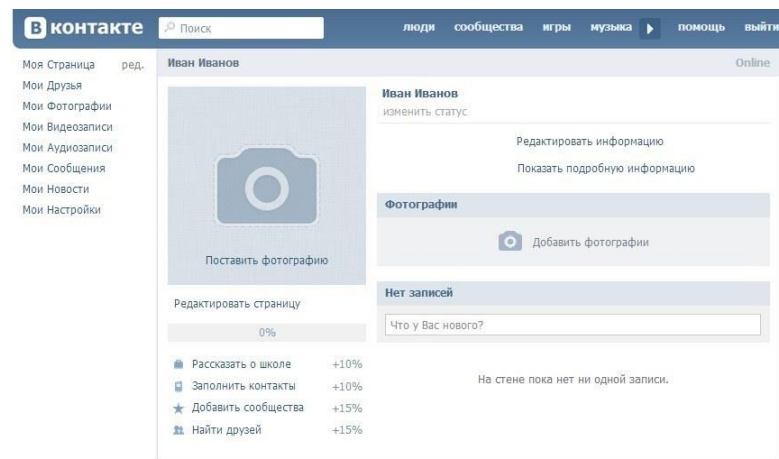 В контакте
Поиск
люди сообщества игры музыка помощь выйти
Моя Страница ред.
Мои Друзья
Мои Фотографии
Мои Видеозаписи
Мои Аудиозаписи
Мои Сообщения
Мои Новости
Мои Настройки
Иван Иванов Online
Поставить фотографию
Редактировать страницу
0%
Рассказать о школе +10%
Заполнить контакты +10%
Добавить сообщества +15%
Найти друзей +15%
Иван Иванов
изменить статус
Редактировать информацию
Показать подробную информацию
Фотографии
Добавить фотографии
Нет записей
Что у Вас нового?
На стене пока нет ни одной записи.